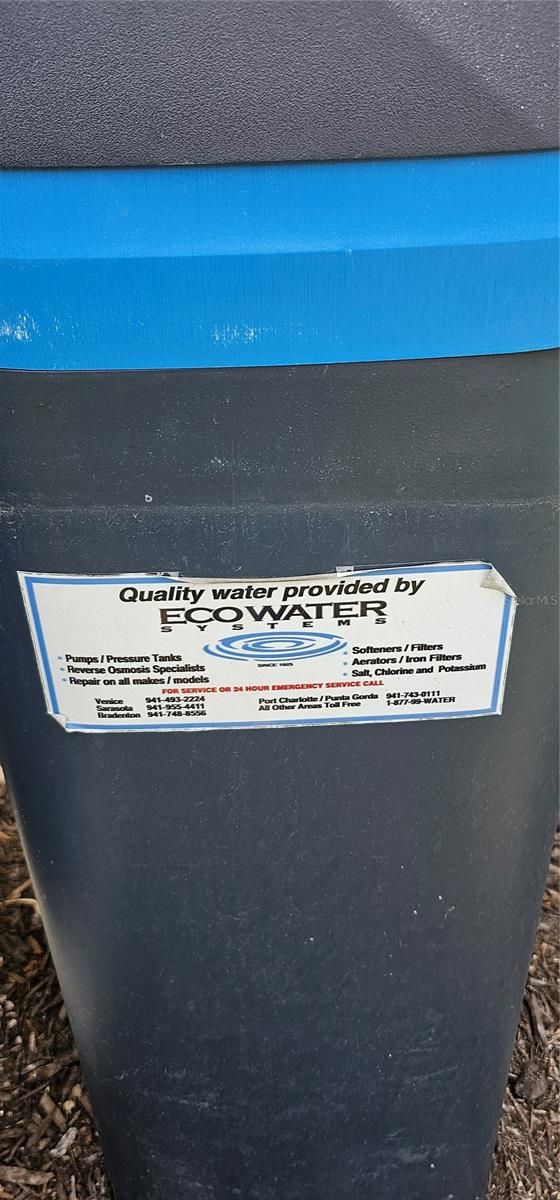 Quality water provided by
ECOWATER
SYSTEMS
SINCE 1925
• Pumps / Pressure Tanks
• Reverse Osmosis Specialists
• Repair on all makes / models
• Softeners / Filters
• Aerators / Iron Filters
• Salt, Chlorine and Potassium
FOR SERVICE OR 24 HOUR EMERGENCY SERVICE CALL
Venice 941-493-2224
Sarasota 941-955-4411
Bradenton 941-748-8556
Port Charlotte / Punta Gorda 941-743-0111
All Other Areas Toll Free 1-877-99-WATER
Stellar MLS